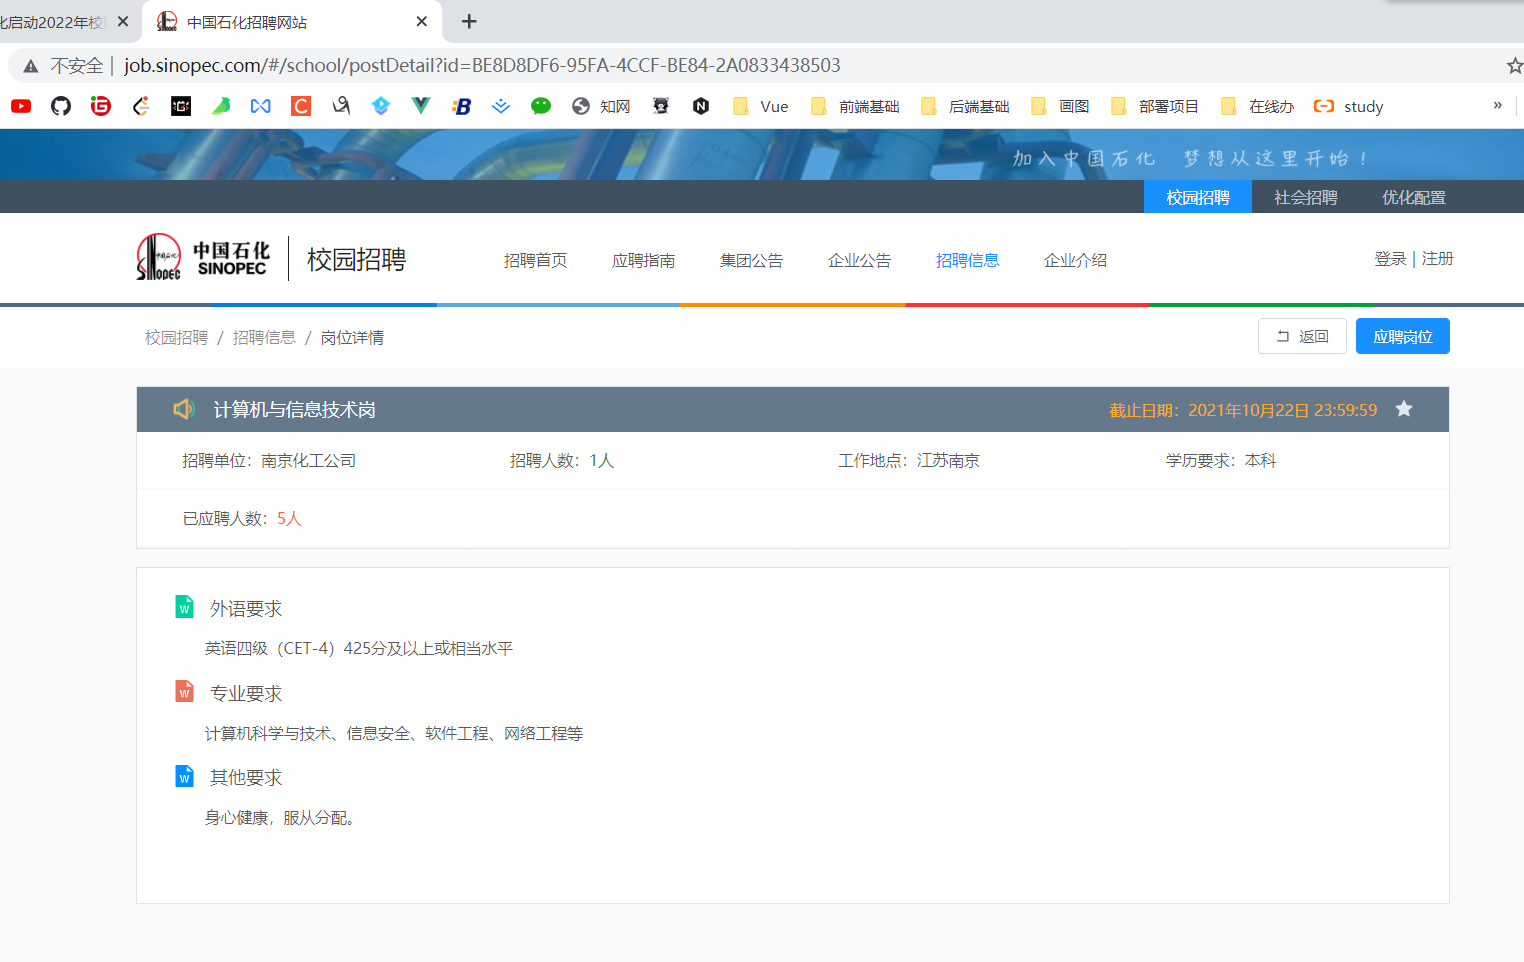 化启动2022年校
中国石化招聘网站
不安全 | job.sinopec.com/#/school/postDetail?id=BE8D8DF6-95FA-4CCF-BE84-2A0833438503
知网 Vue 前端基础 后端基础 画图 部署项目 在线办 study »
加入中国石化 梦想从这里开始！
校园招聘 社会招聘 优化配置
中国石化 SINOPEC 校园招聘 招聘首页 应聘指南 集团公告 企业公告 招聘信息 企业介绍 登录 | 注册
校园招聘 / 招聘信息 / 岗位详情 返回 应聘岗位
计算机与信息技术岗 截止日期：2021年10月22日 23:59:59
招聘单位：南京化工公司 招聘人数：1人 工作地点：江苏南京 学历要求：本科
已应聘人数：5人
外语要求
英语四级（CET-4）425分及以上或相当水平
专业要求
计算机科学与技术、信息安全、软件工程、网络工程等
其他要求
身心健康，服从分配。